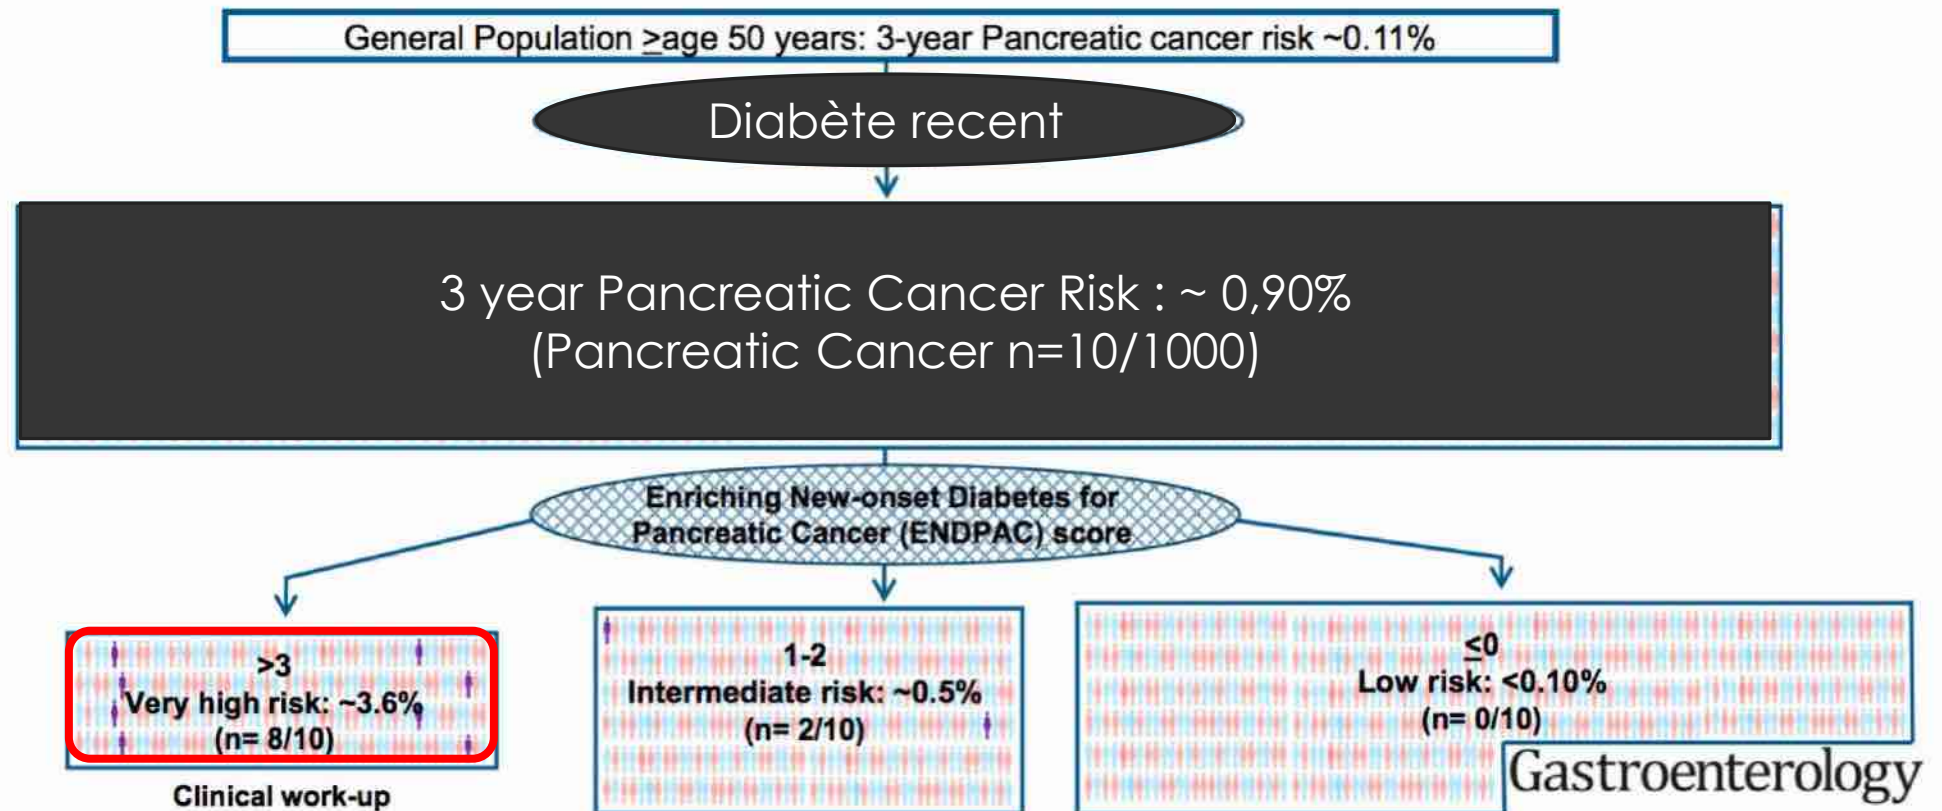 General Population ≥age 50 years: 3-year Pancreatic cancer risk ~0.11%
Diabète recent
3 year Pancreatic Cancer Risk : ~ 0,90%
(Pancreatic Cancer n=10/1000)
Enriching New-onset Diabetes for
Pancreatic Cancer (ENDPAC) score
>3
Very high risk: ~3.6%
(n= 8/10)
Clinical work-up
1-2
Intermediate risk: ~0.5%
(n= 2/10)
≤0
Low risk: <0.10%
(n= 0/10)
Gastroenterology